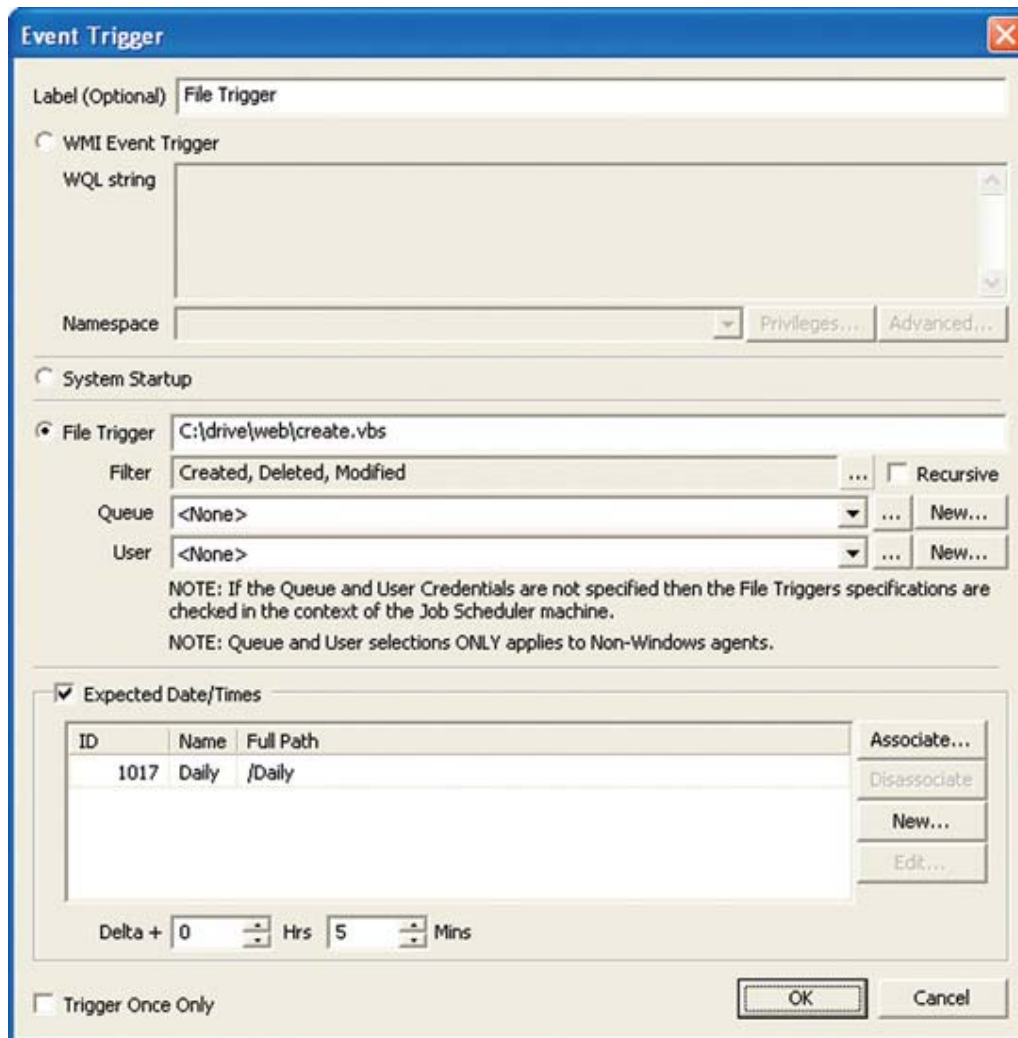 Event Trigger
Label (Optional) File Trigger
WMI Event Trigger
WQL string
Namespace Privileges... Advanced...
System Startup
File Trigger C:\drive\web\create.vbs
Filter Created, Deleted, Modified ... Recursive
Queue <None> ... New...
User <None> ... New...
NOTE: If the Queue and User Credentials are not specified then the File Triggers specifications are
checked in the context of the Job Scheduler machine.
NOTE: Queue and User selections ONLY applies to Non-Windows agents.
Expected Date/Times
ID Name Full Path Associate...
1017 Daily /Daily Disassociate
New...
Edit...
Delta + 0 Hrs 5 Mins
Trigger Once Only OK Cancel